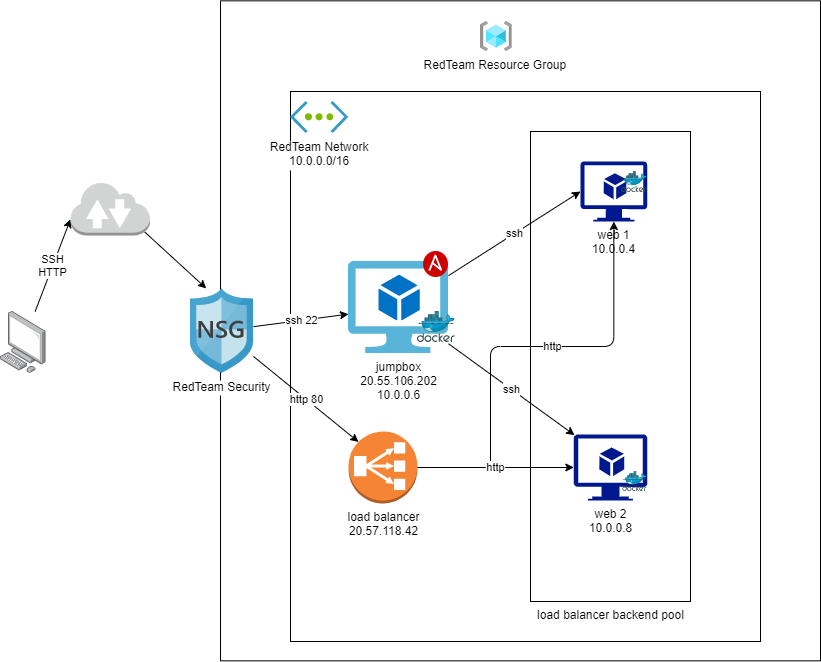 RedTeam Resource Group
RedTeam Network
10.0.0.0/16
SSH
HTTP
NSG
RedTeam Security
ssh 22
http 80
A
docker
jumpbox
20.55.106.202
10.0.0.6
load balancer
20.57.118.42
ssh
ssh
http
http
docker
web 1
10.0.0.4
docker
web 2
10.0.0.8
load balancer backend pool